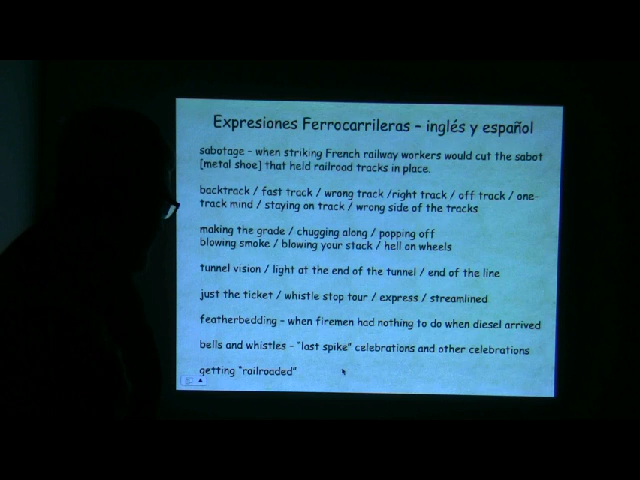 Expresiones Ferrocarrileras – inglés y español
sabotage – when striking French railway workers would cut the sabot
[metal shoe] that held railroad tracks in place.
backtrack / fast track / wrong track /right track / off track / one-
track mind / staying on track / wrong side of the tracks
making the grade / chugging along / popping off
blowing smoke / blowing your stack / hell on wheels
tunnel vision / light at the end of the tunnel / end of the line
just the ticket / whistle stop tour / express / streamlined
featherbedding – when firemen had nothing to do when diesel arrived
bells and whistles – "last spike" celebrations and other celebrations
getting "railroaded"